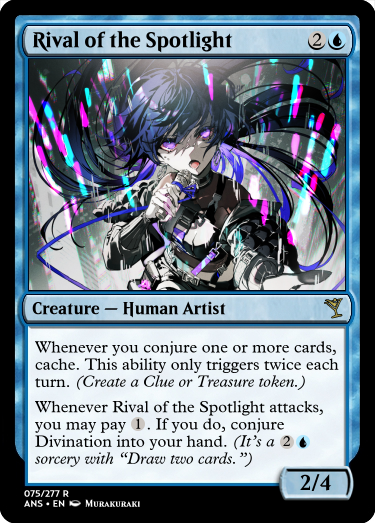 Rival of the Spotlight 2
Creature — Human Artist
Whenever you conjure one or more cards,
cache. This ability only triggers twice each
turn. (Create a Clue or Treasure token.)
Whenever Rival of the Spotlight attacks,
you may pay 1. If you do, conjure
Divination into your hand. (It's a 2
sorcery with “Draw two cards.”)
2/4
075/277 R
ANS • EN Murakuraki